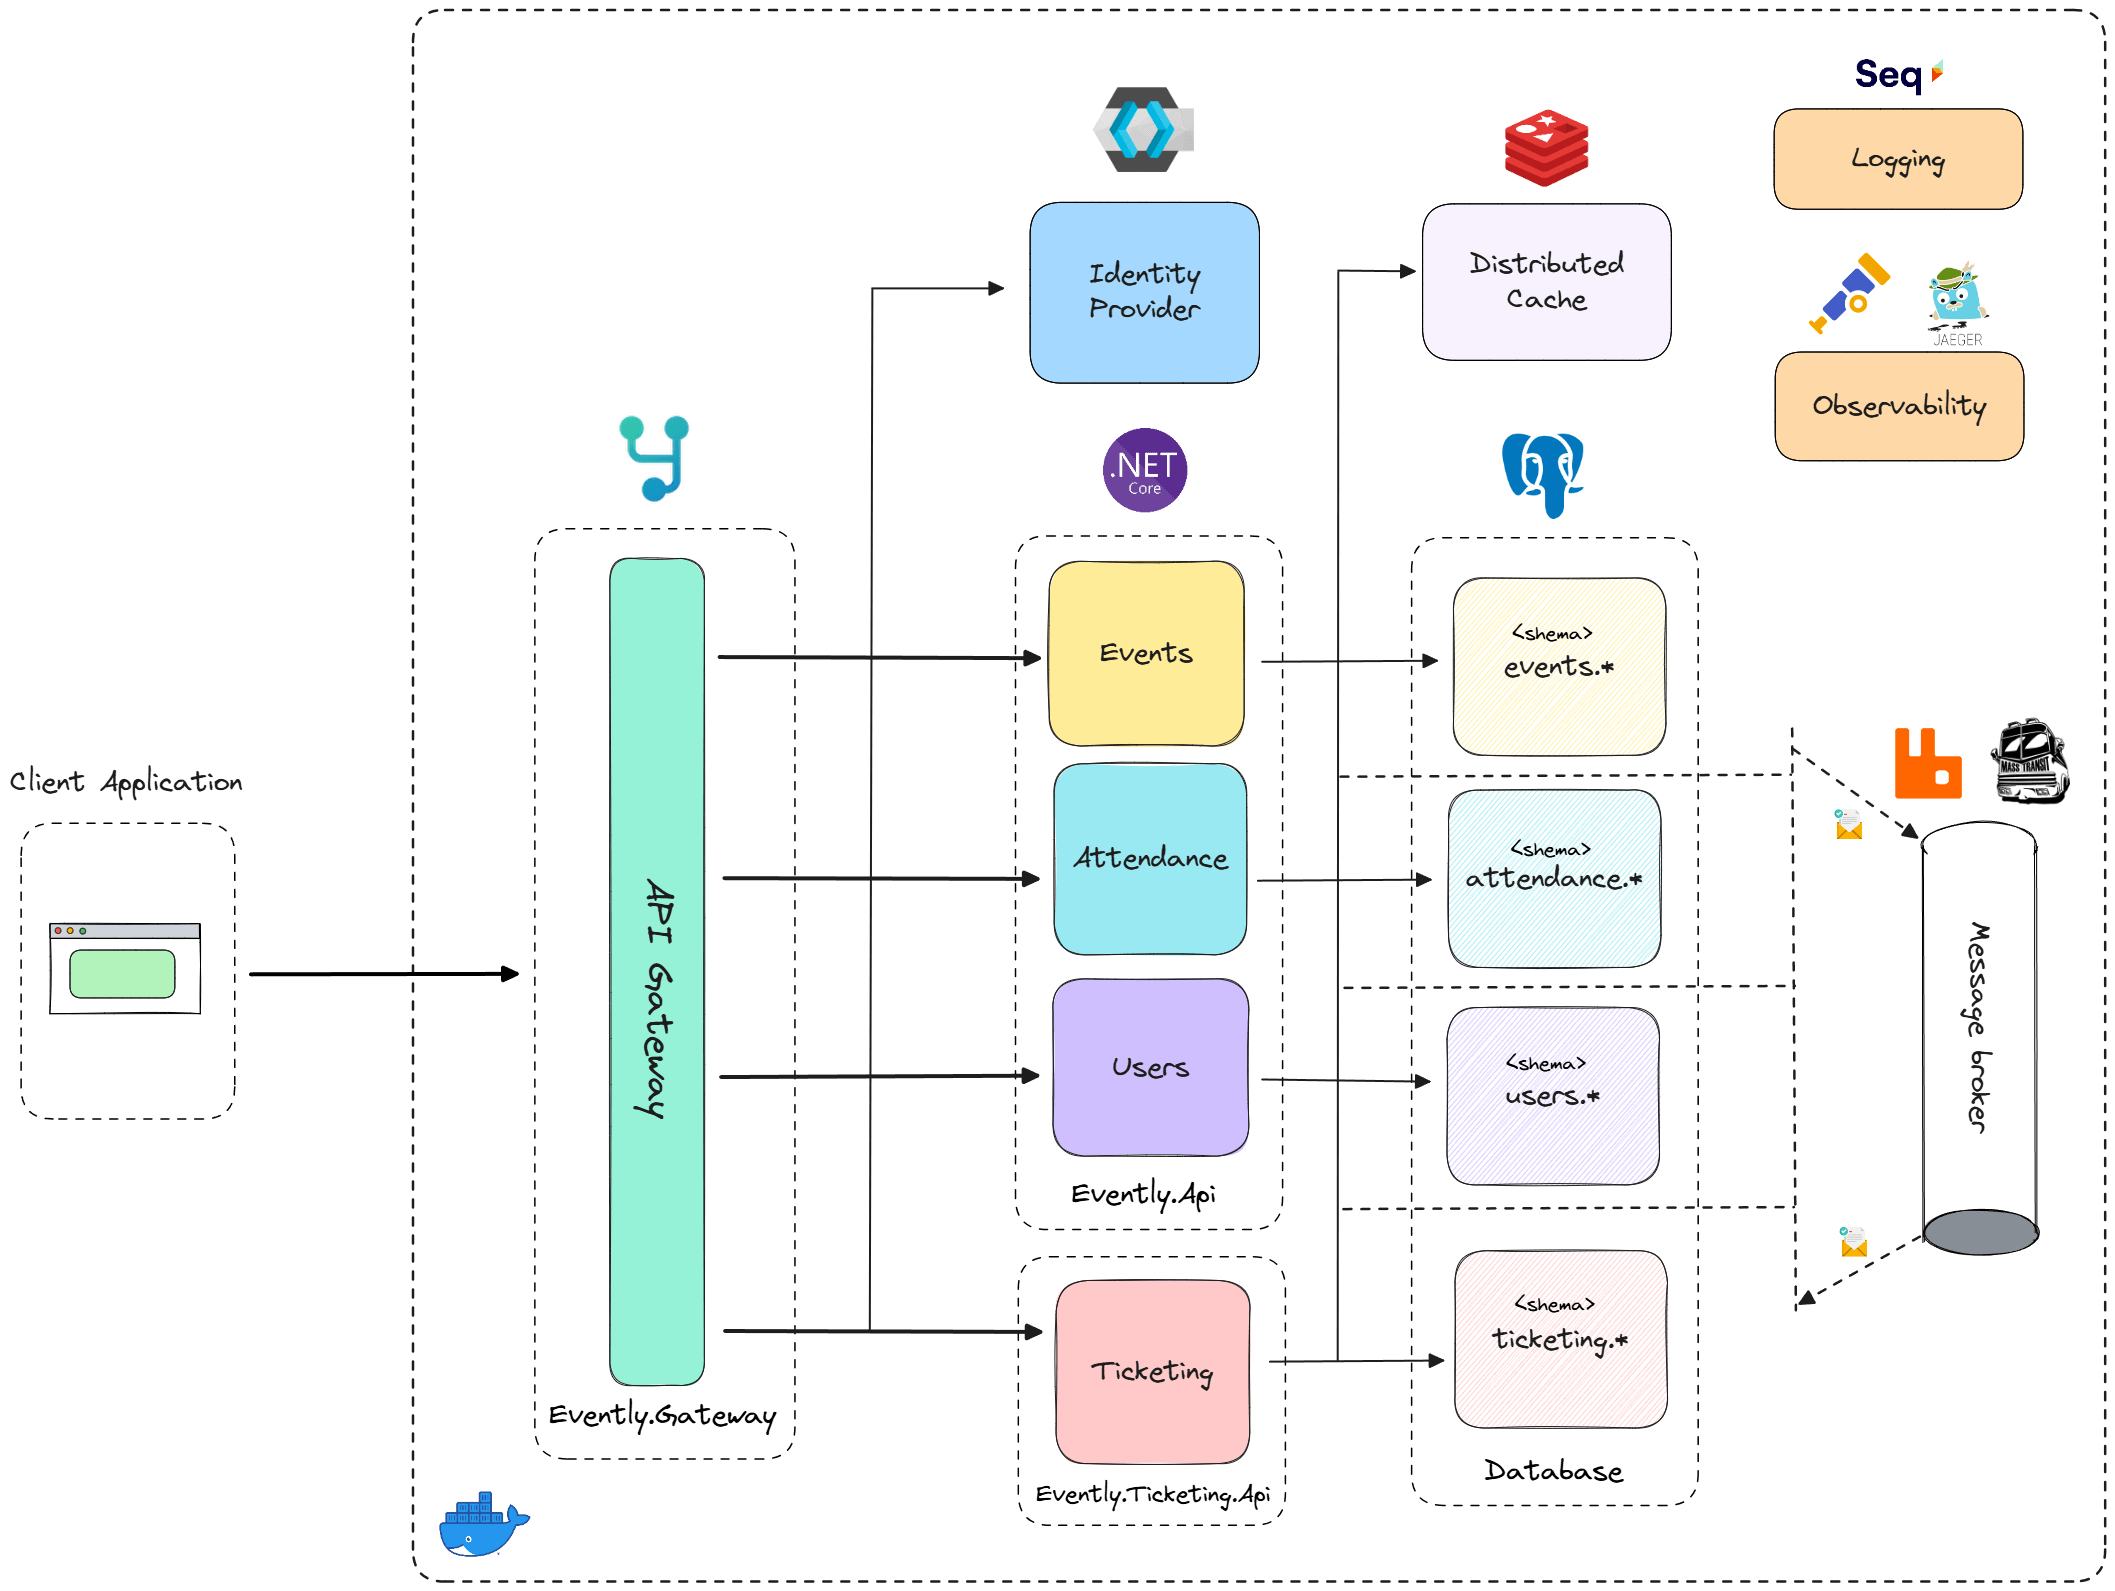 Seq
Logging
JAEGER
Observability
Identity
Provider
Distributed
Cache
.NET
Core
Client Application
API Gateway
Evently.Gateway
Events
Attendance
Users
Evently.Api
Ticketing
Evently.Ticketing.Api
<shema>
events.*
<shema>
attendance.*
<shema>
users.*
<shema>
ticketing.*
Database
MASS TRANSIT
Message broker